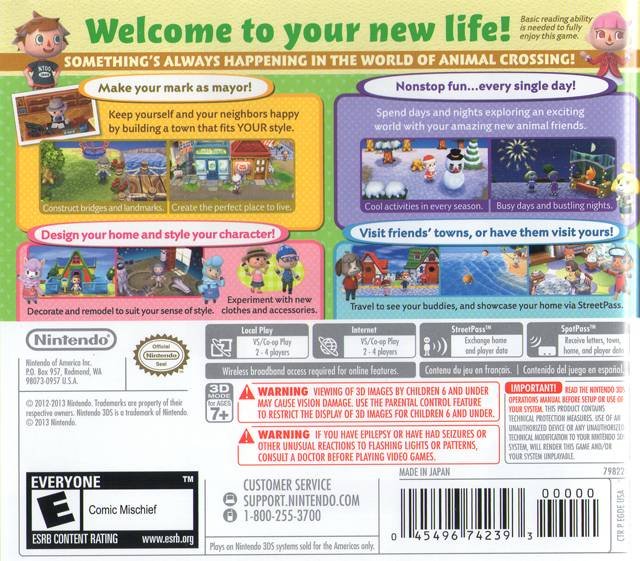 Welcome to your new life!
Basic reading ability
is needed to fully
enjoy this game.
SOMETHING'S ALWAYS HAPPENING IN THE WORLD OF ANIMAL CROSSING!
Make your mark as mayor!
Keep yourself and your neighbors happy
by building a town that fits YOUR style.
Construct bridges and landmarks.
Create the perfect place to live.
Nonstop fun...every single day!
Spend days and nights exploring an exciting
world with your amazing new animal friends.
Cool activities in every season.
Busy days and bustling nights.
Design your home and style your character!
Decorate and remodel to suit your sense of style.
Experiment with new
clothes and accessories.
Visit friends' towns, or have them visit yours!
Travel to see your buddies, and showcase your home via StreetPass.
Nintendo®
Nintendo of America Inc.
P.O. Box 957, Redmond, WA
98073-0957 U.S.A.
Official
Nintendo
Seal
Local Play
VS/Co-op Play
2 - 4 players
Internet
VS/Co-op Play
2 - 4 players
StreetPass™
Exchange home
and player data
SpotPass™
Receive letters, town,
home, and player data
Wireless broadband access required for online features.
Contenu du jeu en français.
Contenido del juego en español.
© 2012-2013 Nintendo. Trademarks are property of their
respective owners. Nintendo 3DS is a trademark of Nintendo.
© 2013 Nintendo.
3D
MODE
for AGES
7+
WARNING VIEWING OF 3D IMAGES BY CHILDREN 6 AND UNDER
MAY CAUSE VISION DAMAGE. USE THE PARENTAL CONTROL FEATURE
TO RESTRICT THE DISPLAY OF 3D IMAGES FOR CHILDREN 6 AND UNDER.
WARNING IF YOU HAVE EPILEPSY OR HAVE HAD SEIZURES OR
OTHER UNUSUAL REACTIONS TO FLASHING LIGHTS OR PATTERNS,
CONSULT A DOCTOR BEFORE PLAYING VIDEO GAMES.
IMPORTANT! READ THE NINTENDO 3DS
OPERATIONS MANUAL BEFORE SETUP OR USE OF
YOUR SYSTEM. THIS PRODUCT CONTAINS
TECHNICAL PROTECTION MEASURES. USE OF AN
UNAUTHORIZED DEVICE OR ANY UNAUTHORIZED
TECHNICAL MODIFICATION TO YOUR NINTENDO 3DS
SYSTEM, WILL RENDER THIS GAME AND/OR
YOUR SYSTEM UNPLAYABLE.
EVERYONE
TM
E
Comic Mischief
ESRB CONTENT RATING www.esrb.org
CUSTOMER SERVICE
SUPPORT.NINTENDO.COM
1-800-255-3700
Plays on Nintendo 3DS systems sold for the Americas only.
MADE IN JAPAN
79822
00000
0 45496 74239 3
CTR P EGDE USA